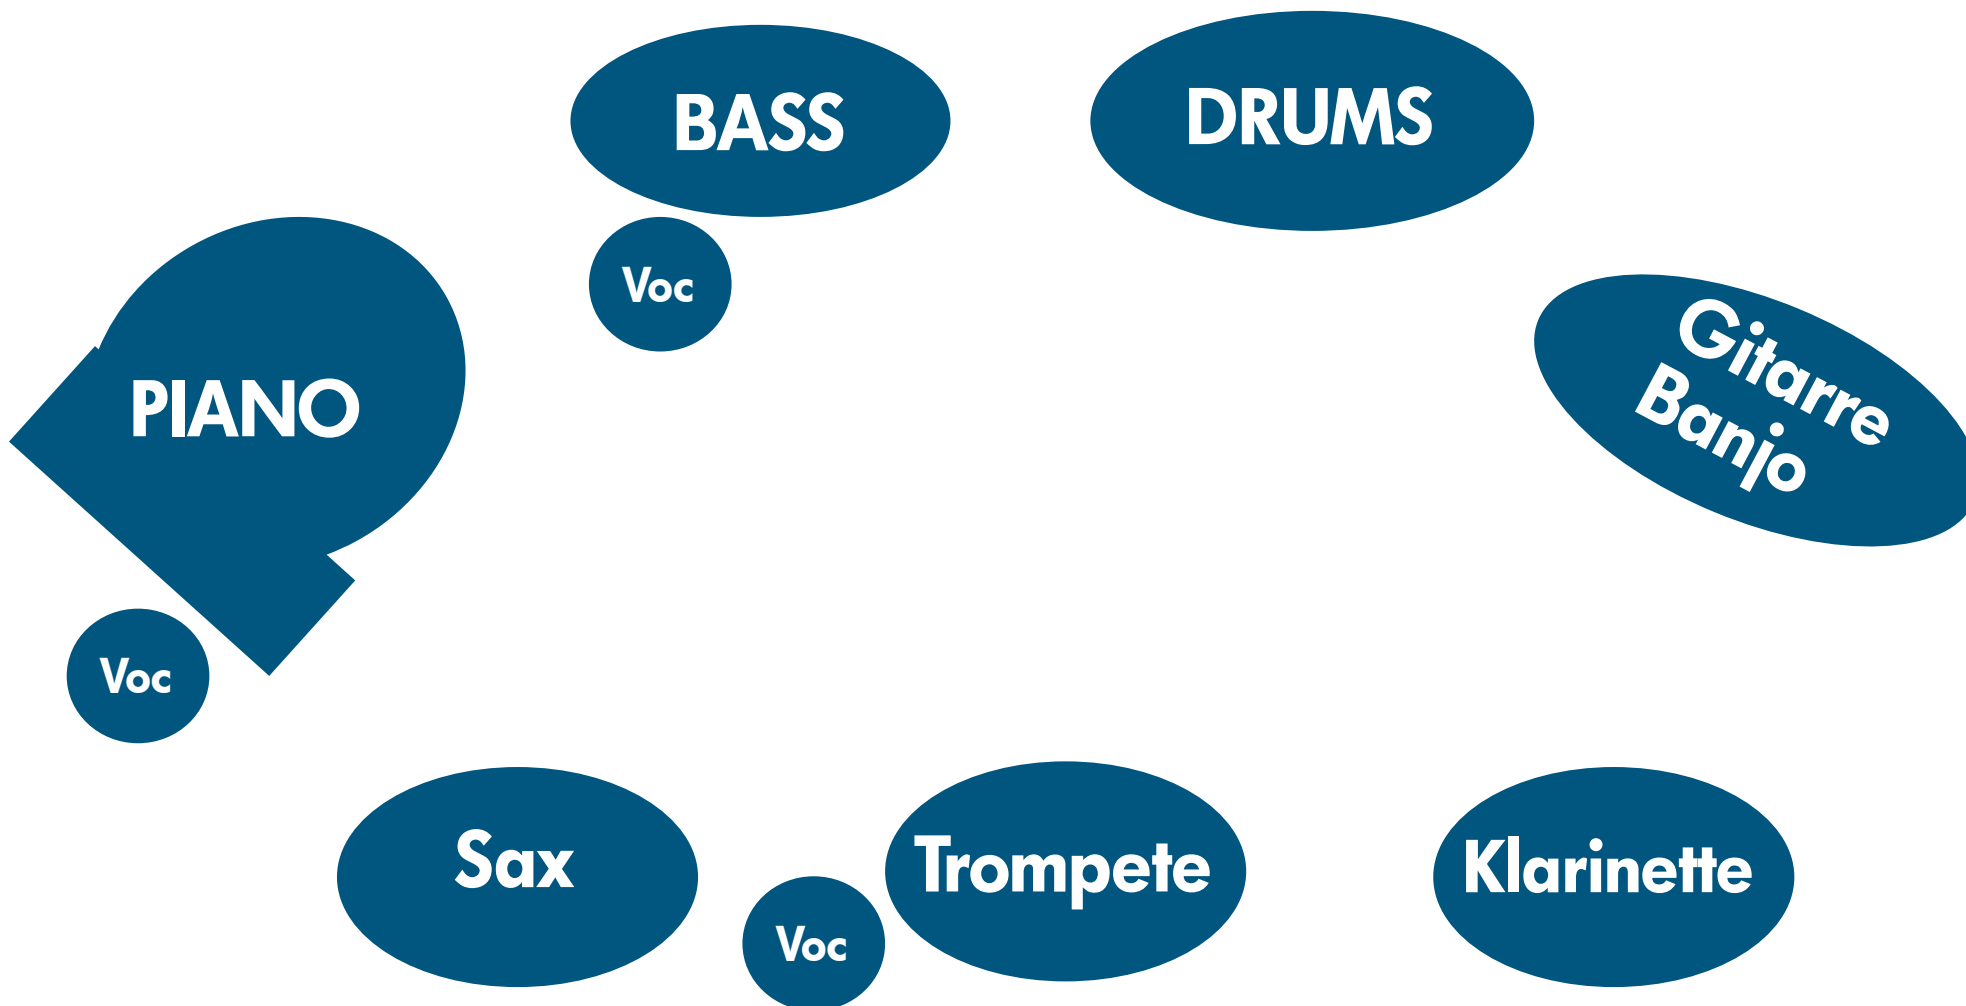 BASS
DRUMS
Voc
Gitarre
Banjo
PIANO
Voc
Sax
Trompete
Klarinette
Voc